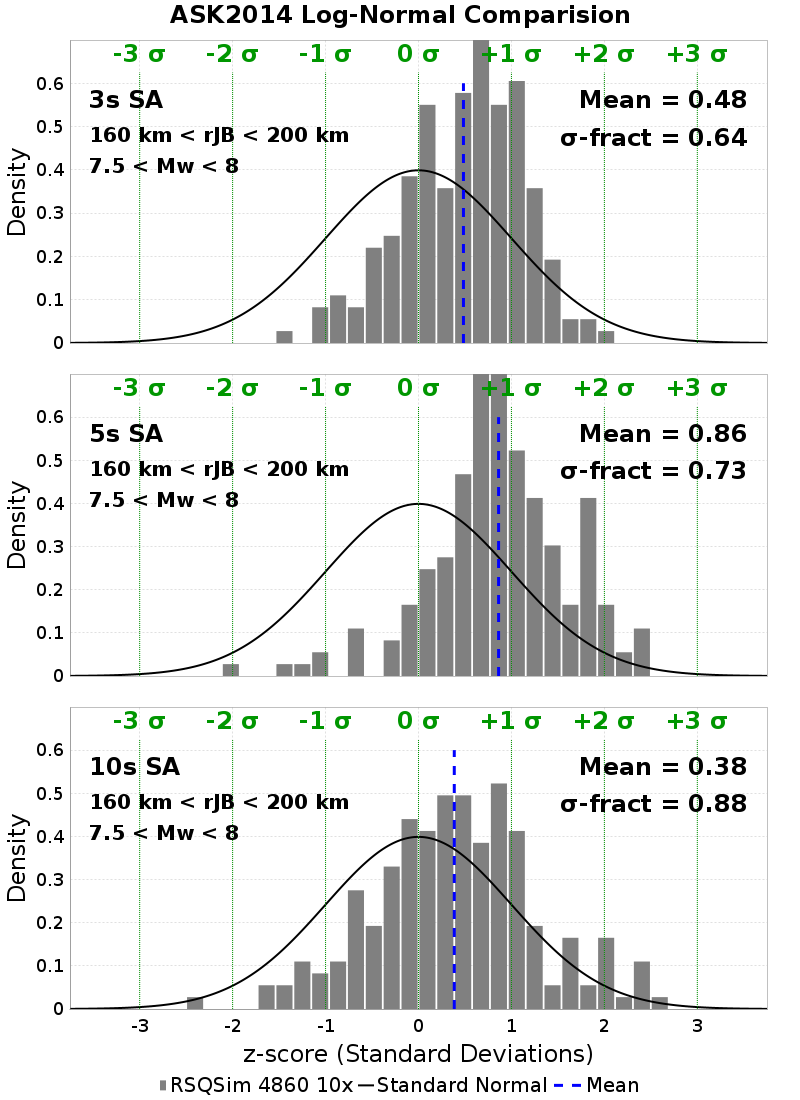 ASK2014 Log-Normal Comparision
-3 σ -2 σ -1 σ 0 σ +1 σ +2 σ +3 σ
0.6
3s SA Mean = 0.48
0.5
160 km < rJB < 200 km σ-fract = 0.64
7.5 < Mw < 8
0.4
0.3
0.2
0.1
0
Density
-3 σ -2 σ -1 σ 0 σ +1 σ +2 σ +3 σ
0.6
5s SA Mean = 0.86
0.5
160 km < rJB < 200 km σ-fract = 0.73
7.5 < Mw < 8
0.4
0.3
0.2
0.1
0
Density
-3 σ -2 σ -1 σ 0 σ +1 σ +2 σ +3 σ
0.6
10s SA Mean = 0.38
0.5
160 km < rJB < 200 km σ-fract = 0.88
7.5 < Mw < 8
0.4
0.3
0.2
0.1
0
Density
-3 -2 -1 0 1 2 3
z-score (Standard Deviations)
RSQSim 4860 10x Standard Normal Mean